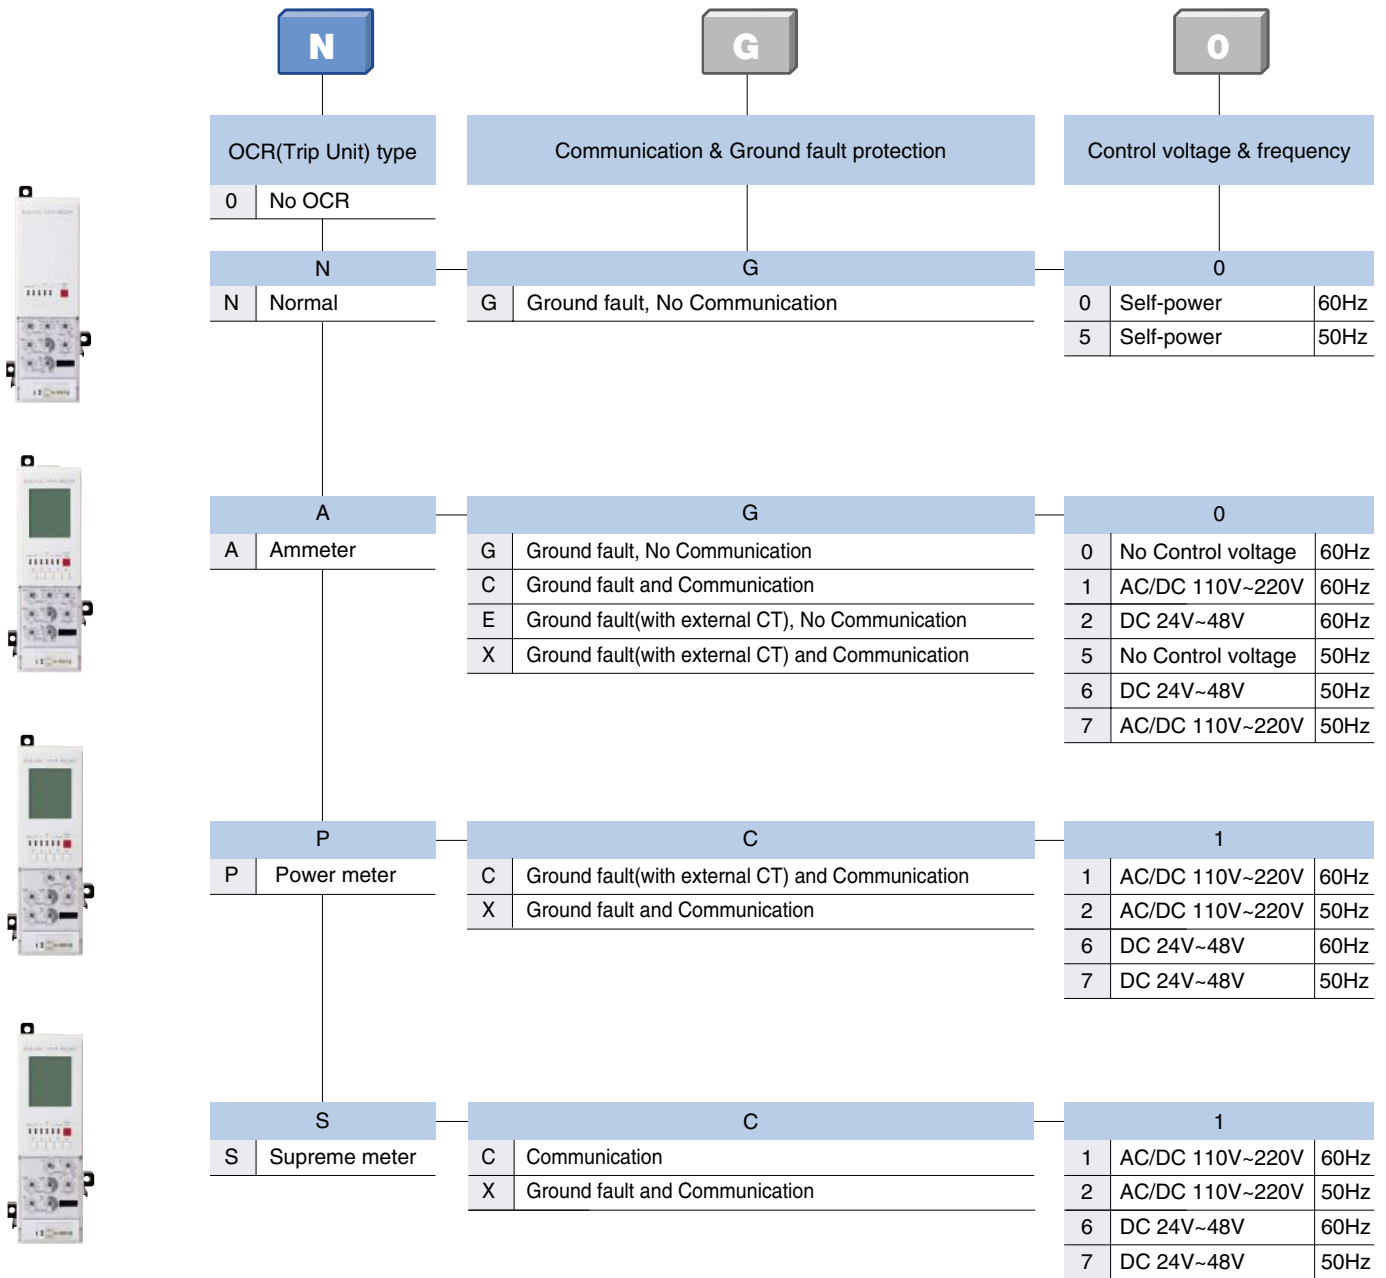 N G 0
OCR(Trip Unit) type Communication & Ground fault protection Control voltage & frequency
0 No OCR
N G 0
N Normal G Ground fault, No Communication 0 Self-power 60Hz
5 Self-power 50Hz
A G 0
A Ammeter G Ground fault, No Communication 0 No Control voltage 60Hz
C Ground fault and Communication 1 AC/DC 110V~220V 60Hz
E Ground fault(with external CT), No Communication 2 DC 24V~48V 60Hz
X Ground fault(with external CT) and Communication 5 No Control voltage 50Hz
6 DC 24V~48V 50Hz
7 AC/DC 110V~220V 50Hz
P C 1
P Power meter C Ground fault(with external CT) and Communication 1 AC/DC 110V~220V 60Hz
X Ground fault and Communication 2 AC/DC 110V~220V 50Hz
6 DC 24V~48V 60Hz
7 DC 24V~48V 50Hz
S C 1
S Supreme meter C Communication 1 AC/DC 110V~220V 60Hz
X Ground fault and Communication 2 AC/DC 110V~220V 50Hz
6 DC 24V~48V 60Hz
7 DC 24V~48V 50Hz